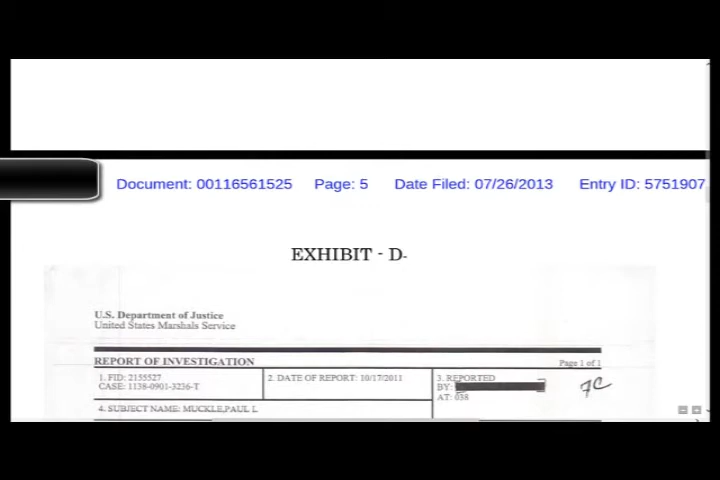 Document: 00116561525 Page: 5 Date Filed: 07/26/2013 Entry ID: 5751907
EXHIBIT - D-
U.S. Department of Justice
United States Marshals Service
REPORT OF INVESTIGATION Page 1 of 1
1. FID: 2155527 2. DATE OF REPORT: 10/17/2011 3. REPORTED
CASE: 1138-0901-3236-T BY: 7C
AT: 038
4. SUBJECT NAME: MUCKLE,PAUL L